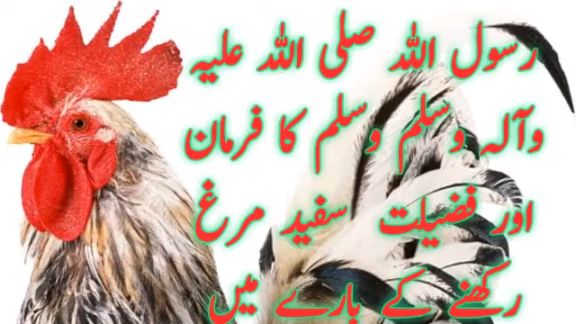 رسول اللہ صلی اللہ علیہ
وآلہ وسلم وسلم کا فرمان
اور فضیلت سفید مرغ
رکھنے کے بارے میں